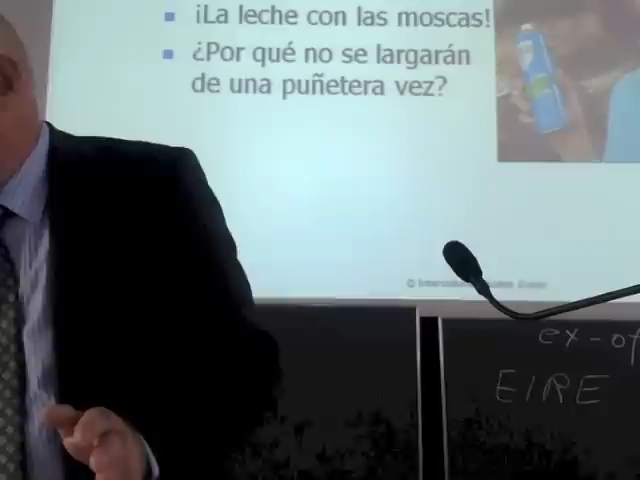 ¡La leche con las moscas!
¿Por qué no se largarán
de una puñetera vez?
©
ex-of
EIRE